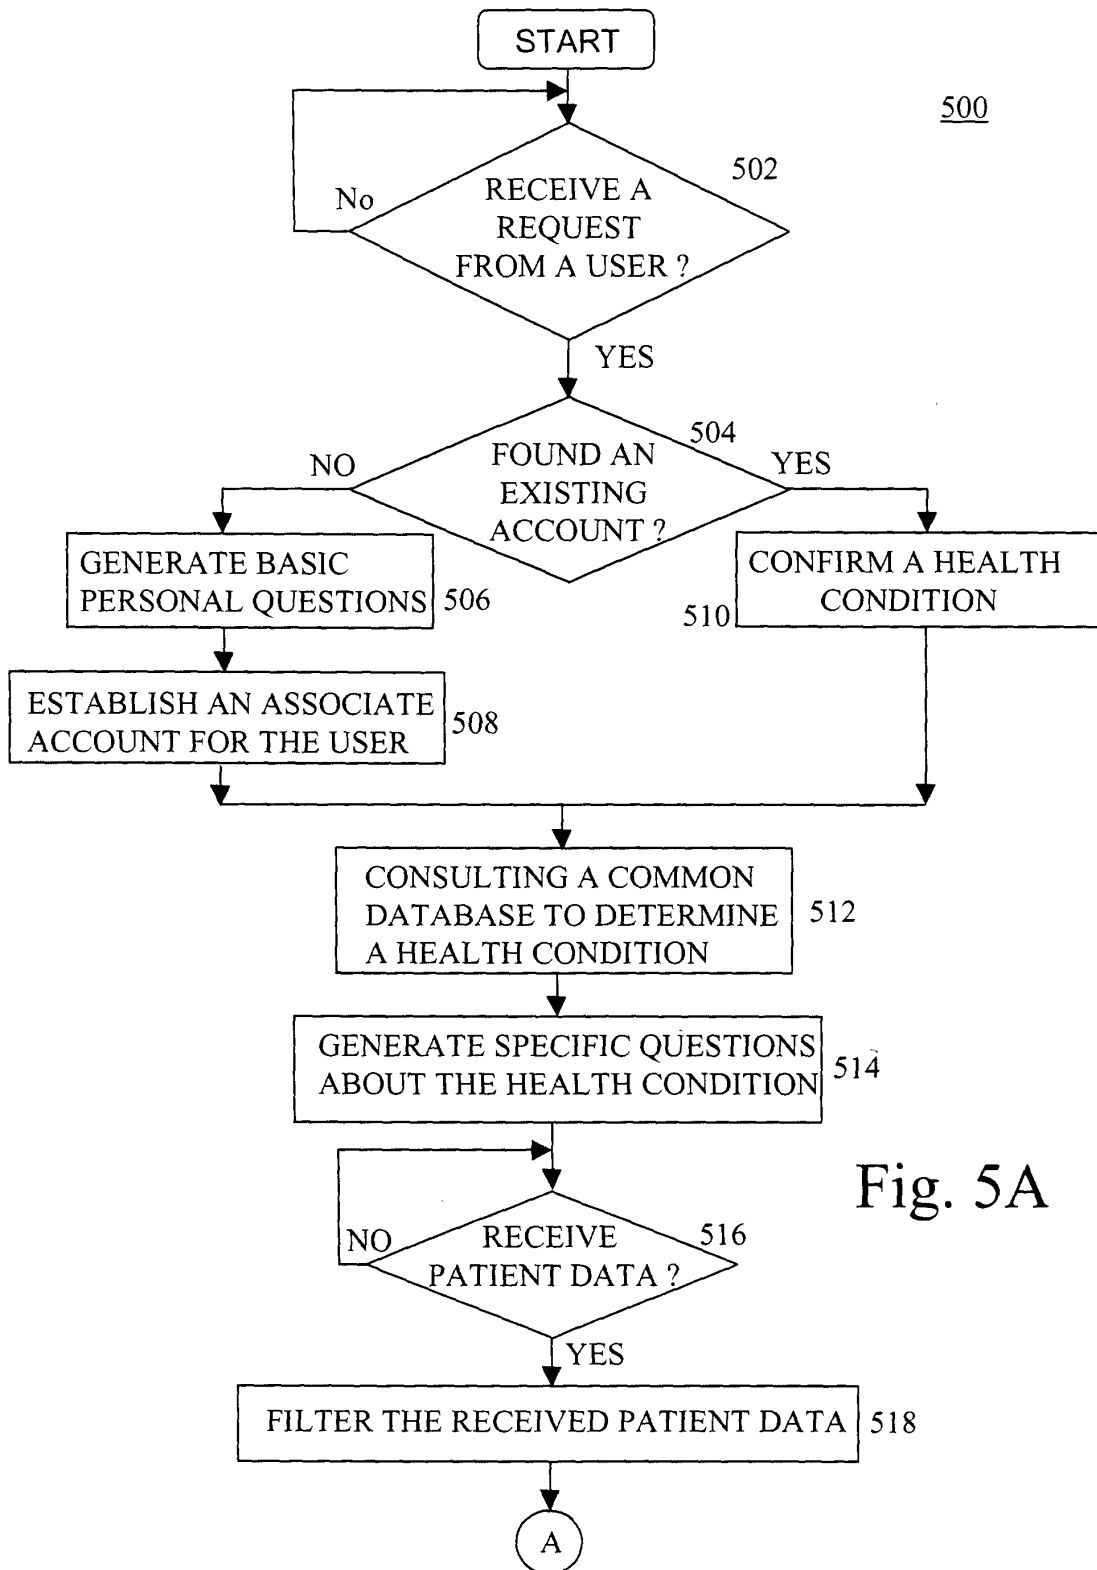 START
500
502
No
RECEIVE A
REQUEST
FROM A USER ?
YES
504
NO
FOUND AN
EXISTING
ACCOUNT ?
YES
GENERATE BASIC
PERSONAL QUESTIONS
506
CONFIRM A HEALTH
CONDITION
510
ESTABLISH AN ASSOCIATE
ACCOUNT FOR THE USER
508
CONSULTING A COMMON
DATABASE TO DETERMINE
A HEALTH CONDITION
512
GENERATE SPECIFIC QUESTIONS
ABOUT THE HEALTH CONDITION
514
Fig. 5A
NO
RECEIVE
PATIENT DATA ?
516
YES
FILTER THE RECEIVED PATIENT DATA
518
A